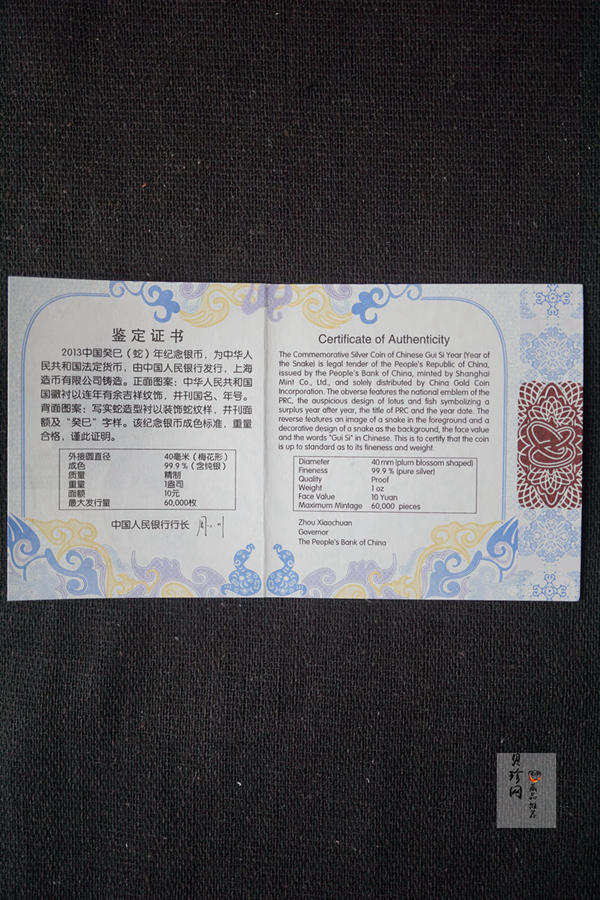 鉴定证书
2013中国癸巳（蛇）年纪念银币，为中华人
民共和国法定货币，由中国人民银行发行，上海
造币有限公司铸造。正面图案：中华人民共和国
国徽衬以连年有余吉祥纹饰，并刊国名、年号。
背面图案：写实蛇造型衬以装饰蛇纹样，并刊面
额及“癸巳”字样。该纪念银币成色标准，重量
合格，谨此证明。
外接圆直径 40毫米（梅花形）
成色 99.9%（含纯银）
质量 精制
重量 1盎司
面额 10元
最大发行量 60,000枚
中国人民银行行长
Certificate of Authenticity
The Commemorative Silver Coin of Chinese Gui Si Year (Year of
the Snake) is legal tender of the People's Republic of China,
issued by the People's Bank of China, minted by Shanghai
Mint Co., Ltd., and solely distributed by China Gold Coin
Incorporation. The obverse features the national emblem of the
PRC, the auspicious design of lotus and fish symbolizing a
surplus year after year, the title of PRC and the year date. The
reverse features an image of a snake in the foreground and a
decorative design of a snake as the background, the face value
and the words "Gui Si" in Chinese. This is to certify that the coin
is up to standard as to its fineness and weight.
Diameter 40 mm (plum blossom shaped)
Fineness 99.9% (pure silver)
Quality Proof
Weight 1 oz
Face Value 10 Yuan
Maximum Mintage 60,000 pieces
Zhou Xiaochuan
Governor
The People's Bank of China
贝珍网
藏品推荐